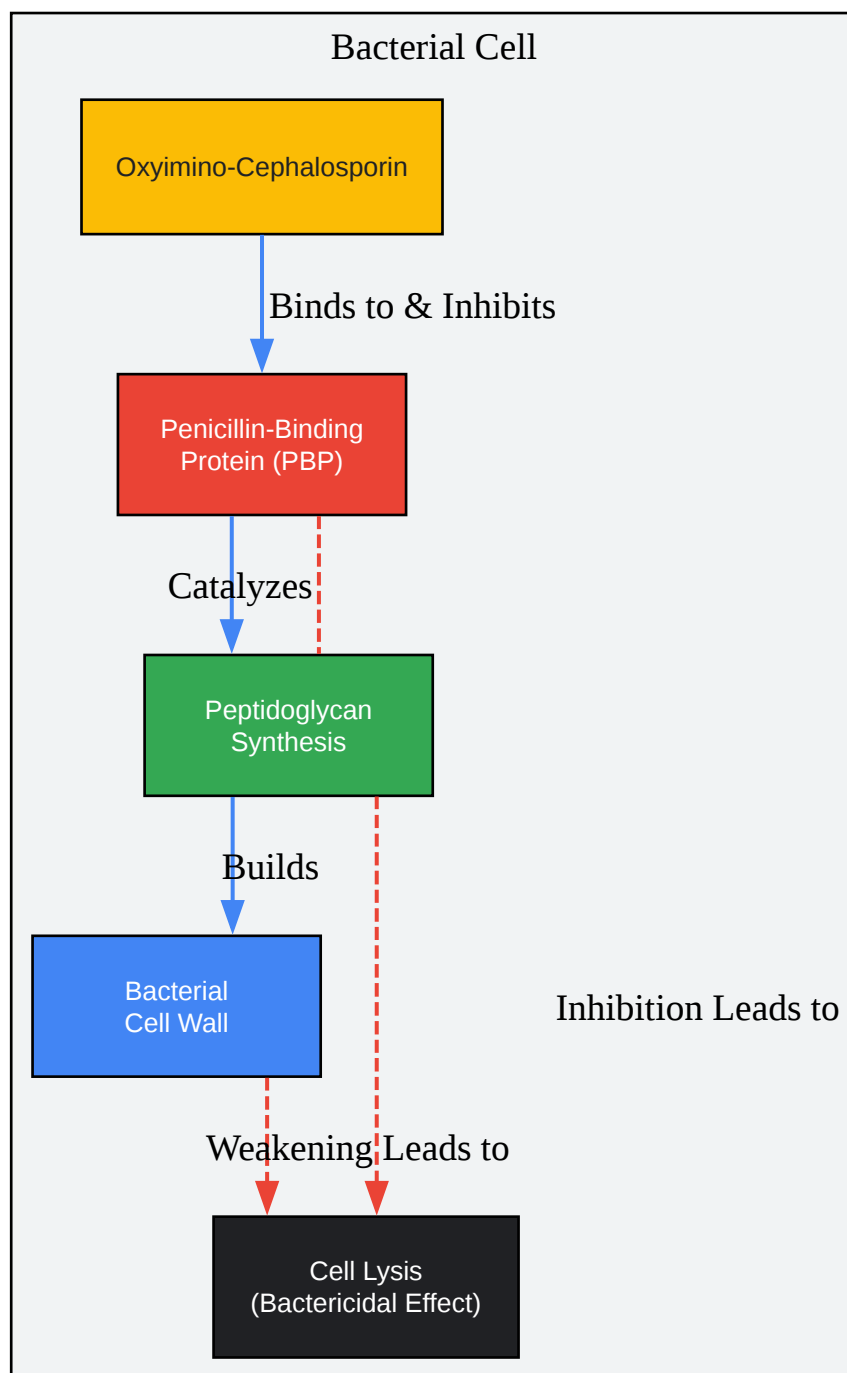 Bacterial Cell
Oxyimino-Cephalosporin
Binds to & Inhibits
Penicillin-Binding
Protein (PBP)
Catalyzes
Peptidoglycan
Synthesis
Builds
Bacterial
Cell Wall
Inhibition Leads to
Weakening Leads to
Cell Lysis
(Bactericidal Effect)